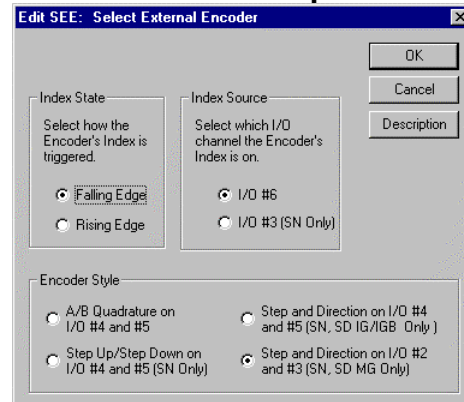 Edit SEE: Select External Encoder
OK
Cancel
Description
Index State
Select how the
Encoder's Index is
triggered.
Falling Edge
Rising Edge
Index Source
Select which I/O
channel the Encoder's
Index is on.
I/O #6
I/O #3 (SN Only)
Encoder Style
A/B Quadrature on
I/O #4 and #5
Step Up/Step Down on
I/O #4 and #5 (SN Only)
Step and Direction on I/O #4
and #5 (SN, SD IG/IGB Only )
Step and Direction on I/O #2
and #3 (SN, SD MG Only)